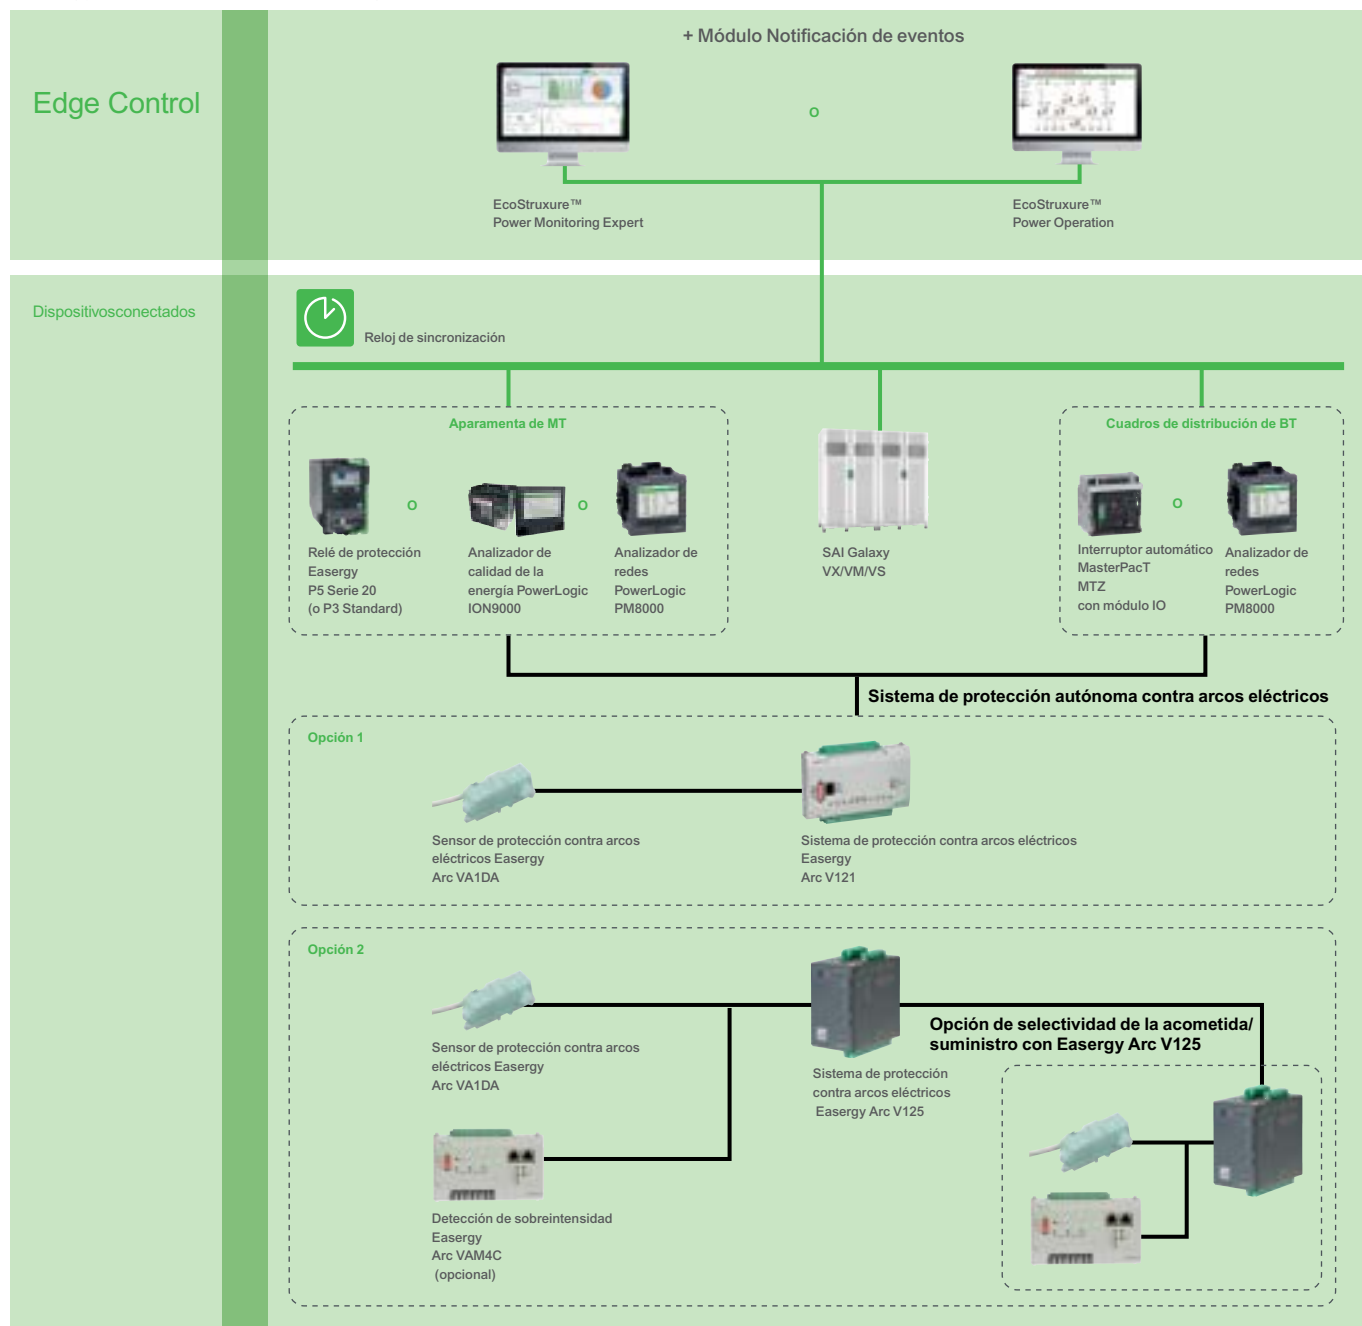 + Módulo Notificación de eventos
Edge Control
O
EcoStruxure™
Power Monitoring Expert
EcoStruxure™
Power Operation
Dispositivosconectados
Reloj de sincronización
Aparamenta de MT
O
O
Relé de protección
Easergy
P5 Serie 20
(o P3 Standard)
Analizador de
calidad de la
energía PowerLogic
ION9000
Analizador de
redes
PowerLogic
PM8000
SAI Galaxy
VX/VM/VS
Cuadros de distribución de BT
O
Interruptor automático
MasterPacT
MTZ
con módulo IO
Analizador de
redes
PowerLogic
PM8000
Sistema de protección autónoma contra arcos eléctricos
Opción 1
Sensor de protección contra arcos
eléctricos Easergy
Arc VA1DA
Sistema de protección contra arcos eléctricos
Easergy
Arc V121
Opción 2
Sensor de protección contra arcos
eléctricos Easergy
Arc VA1DA
Sistema de protección
contra arcos eléctricos
Easergy Arc V125
Opción de selectividad de la acometida/
suministro con Easergy Arc V125
Detección de sobreintensidad
Easergy
Arc VAM4C
(opcional)